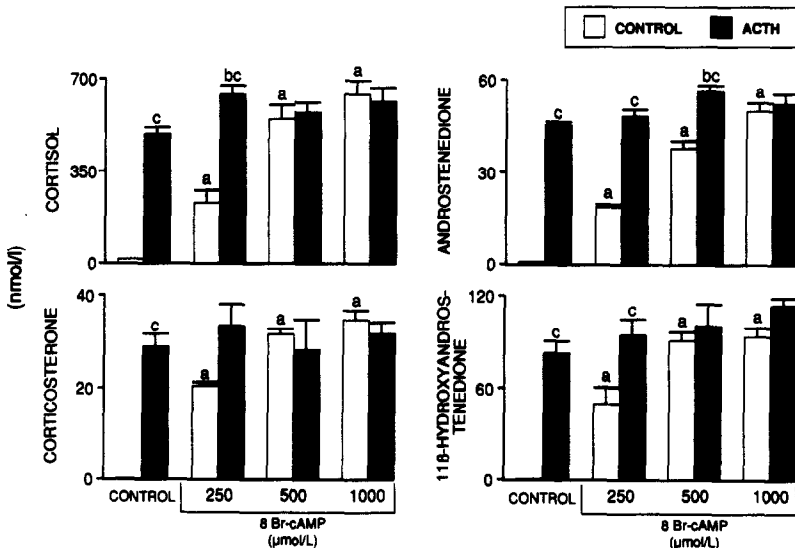 CONTROL ACTH
(nmol/l)
CORTISOL
700
350
0
c
a
bc
a
a
ANDROSTENEDIONE
60
30
0
c
a
c
a
bc
a
CORTICOSTERONE
40
20
0
c
a
a
a
CONTROL 250 500 1000
8 Br-cAMP
(µmol/L)
11ß-HYDROXYANDROS-
TENEDIONE
120
60
0
c
a
c
a
a
CONTROL 250 500 1000
8 Br-cAMP
(µmol/L)